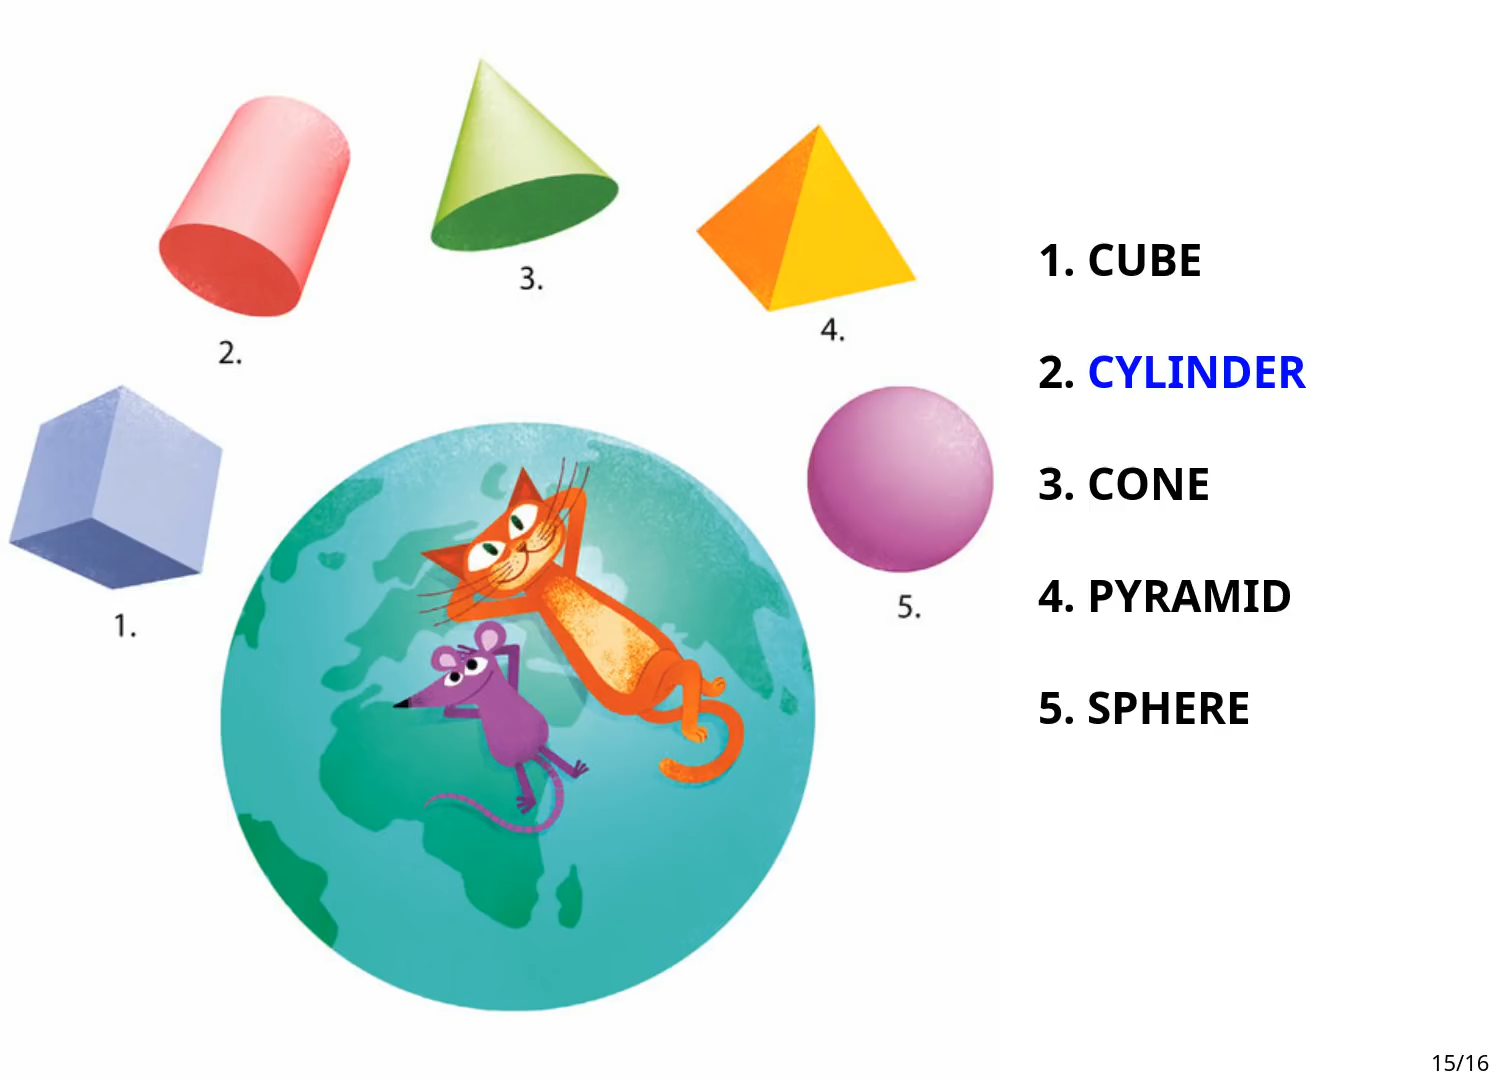 3.
4.
2.
1.
5.
1. CUBE
2. CYLINDER
3. CONE
4. PYRAMID
5. SPHERE
15/16